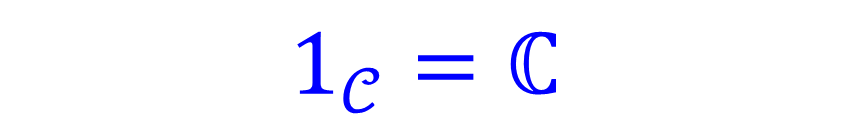 1_𝒞 = ℂ